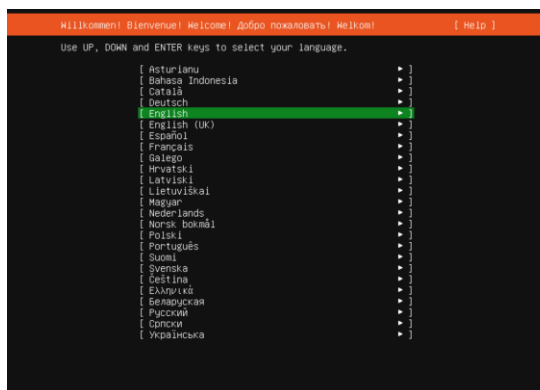 Willkommen! Bienvenue! Welcome! Добро пожаловать! Welkom! [ Help ]
Use UP, DOWN and ENTER keys to select your language.
[ Asturianu ► ]
[ Bahasa Indonesia ► ]
[ Català ► ]
[ Deutsch ► ]
[ English ► ]
[ English (UK) ► ]
[ Español ► ]
[ Français ► ]
[ Galego ► ]
[ Hrvatski ► ]
[ Latviski ► ]
[ Lietuviškai ► ]
[ Magyar ► ]
[ Nederlands ► ]
[ Norsk bokmål ► ]
[ Polski ► ]
[ Português ► ]
[ Suomi ► ]
[ Svenska ► ]
[ Čeština ► ]
[ Ελληνικά ► ]
[ Беларуская ► ]
[ Русский ► ]
[ Српски ► ]
[ Українська ► ]